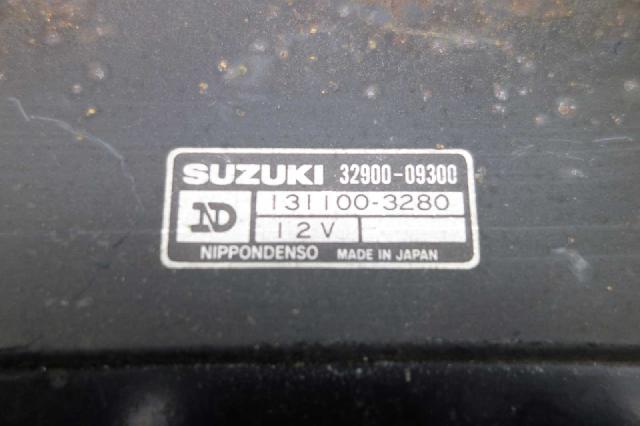 SUZUKI 32900-09300
ND 131100-3280
12V
NIPPONDENSO MADE IN JAPAN